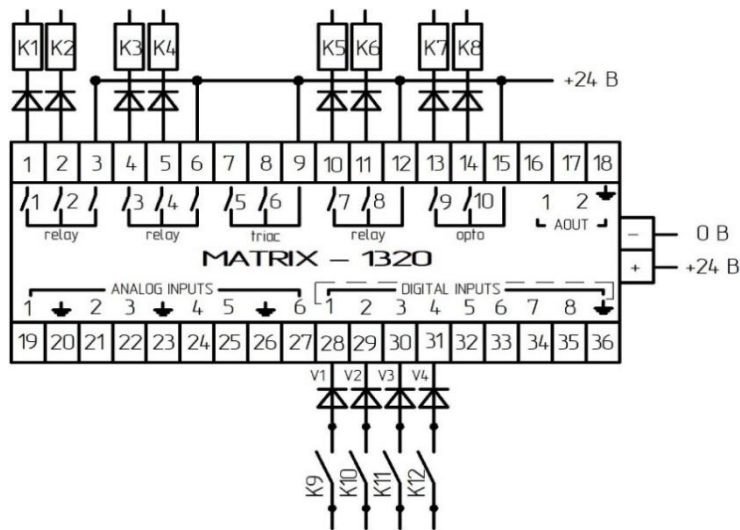 K1 K2 K3 K4 K5 K6 K7 K8
+24 В
1 2 3 4 5 6 7 8 9 10 11 12 13 14 15 16 17 18
1 2 3 4 5 6 7 8 9 10 1 2
relay relay triac relay opto AOUT
- 0 В
MATRIX - 1320
+ +24 В
ANALOG INPUTS DIGITAL INPUTS
1 2 3 4 5 6 1 2 3 4 5 6 7 8
19 20 21 22 23 24 25 26 27 28 29 30 31 32 33 34 35 36
V1 V2 V3 V4
K9 K10 K11 K12